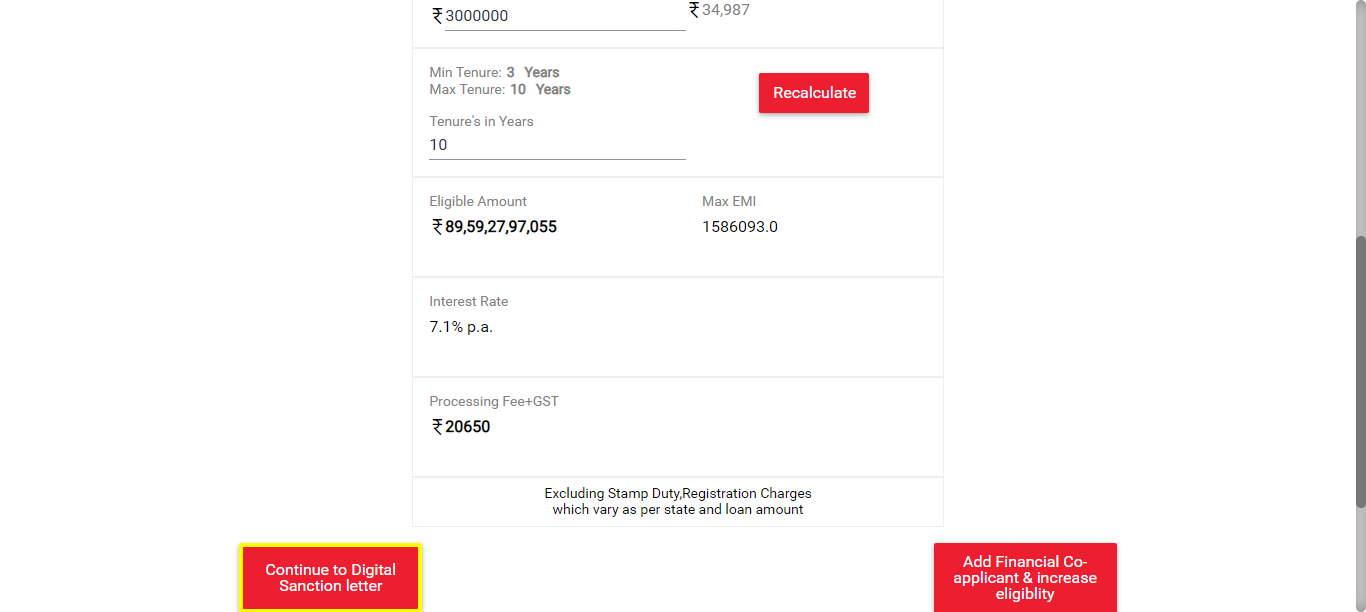 ₹ 3000000
₹ 34,987
Min Tenure: 3 Years
Max Tenure: 10 Years
Recalculate
Tenure's in Years
10
Eligible Amount
Max EMI
₹ 89,59,27,97,055
1586093.0
Interest Rate
7.1% p.a.
Processing Fee+GST
₹ 20650
Excluding Stamp Duty,Registration Charges
which vary as per state and loan amount
Continue to Digital
Sanction letter
Add Financial Co-
applicant & increase
eligiblity